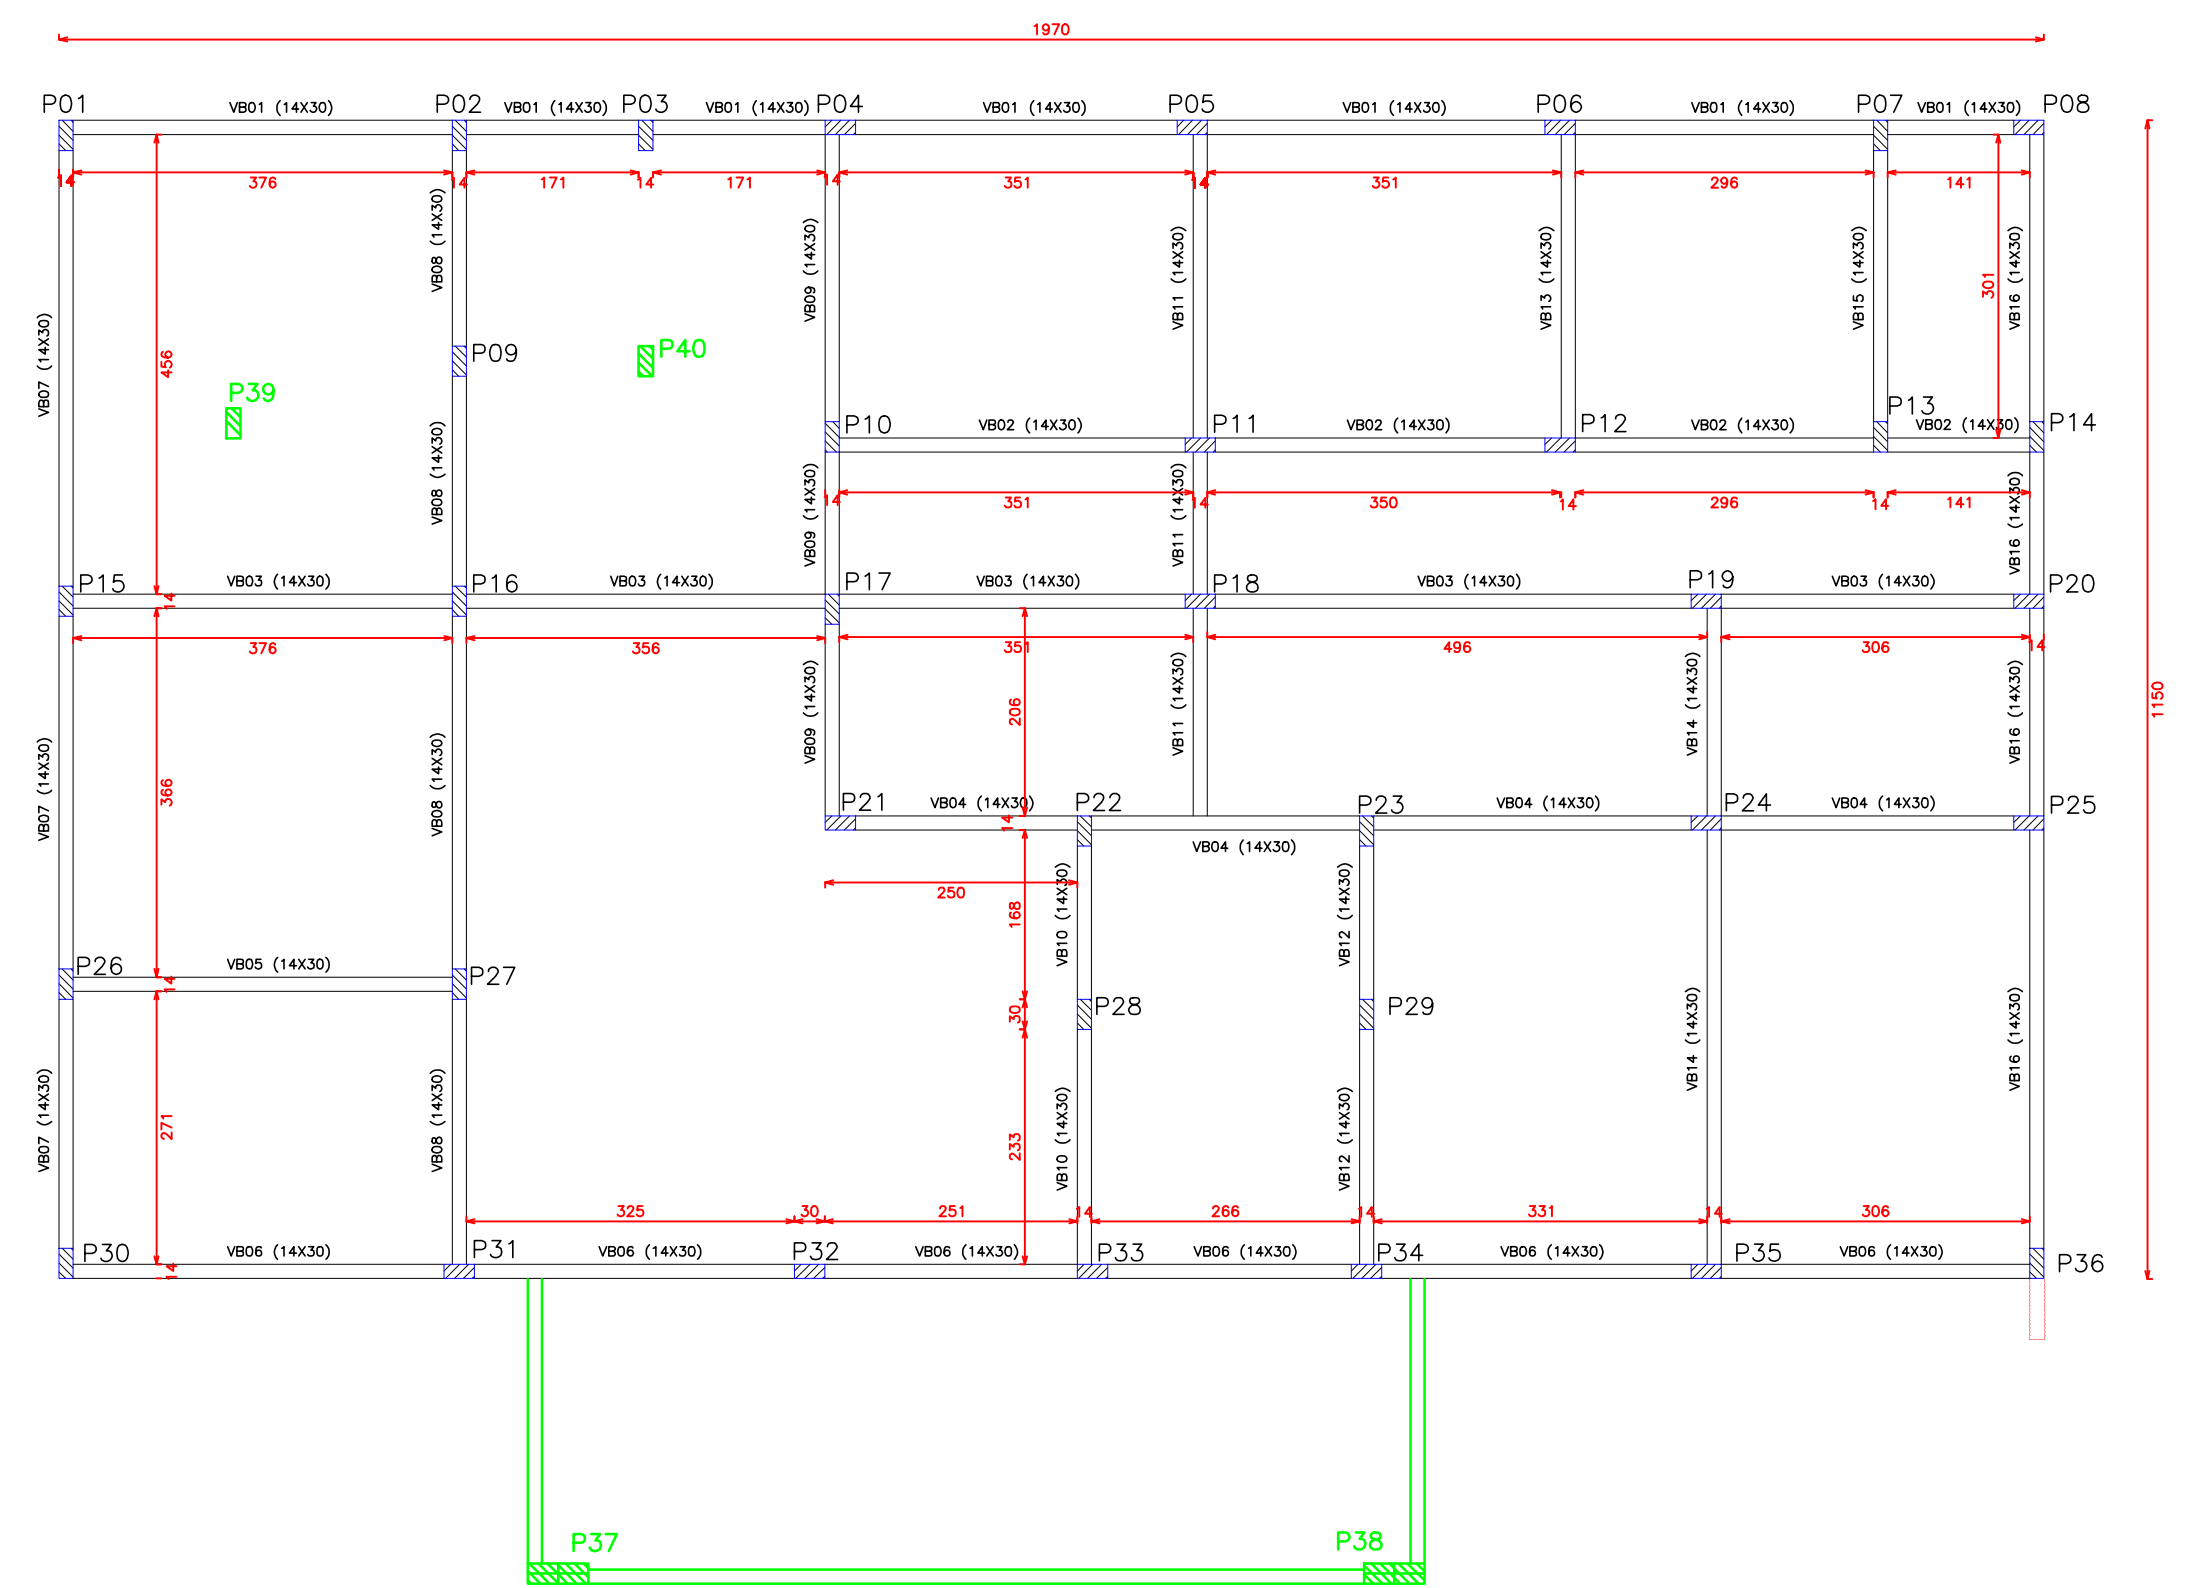 1970
P01 VB01 (14X30) P02 VB01 (14X30) P03 VB01 (14X30) P04 VB01 (14X30) P05 VB01 (14X30) P06 VB01 (14X30) P07 VB01 (14X30) P08
14 376 14 171 14 171 14 351 14 351 296 141
VB08 (14X30)
VB09 (14X30)
VB11 (14X30)
VB13 (14X30)
VB15 (14X30)
301
VB16 (14X30)
VB07 (14X30)
456
P09
P40
P39
VB08 (14X30)
P10 VB02 (14X30) P11 VB02 (14X30) P12 VB02 (14X30) P13 VB02 (14X30) P14
14 351 14 350 14 296 14 141
VB09 (14X30)
VB11 (14X30)
VB16 (14X30)
P15 VB03 (14X30) P16 VB03 (14X30) P17 VB03 (14X30) P18 VB03 (14X30) P19 VB03 (14X30) P20
14
376 356 351 496 306 14
VB09 (14X30)
206
VB11 (14X30)
VB14 (14X30)
VB16 (14X30)
1150
VB07 (14X30)
366
VB08 (14X30)
P21 VB04 (14X30) P22 P23 VB04 (14X30) P24 VB04 (14X30) P25
14
VB04 (14X30)
250
168
VB10 (14X30)
VB12 (14X30)
P26 VB05 (14X30) P27
14
30
P28 P29
VB14 (14X30)
VB16 (14X30)
VB07 (14X30)
271
VB08 (14X30)
233
VB10 (14X30)
VB12 (14X30)
325 30 251 14 266 14 331 14 306
P30 VB06 (14X30) P31 VB06 (14X30) P32 VB06 (14X30) P33 VB06 (14X30) P34 VB06 (14X30) P35 VB06 (14X30) P36
14
P37 P38